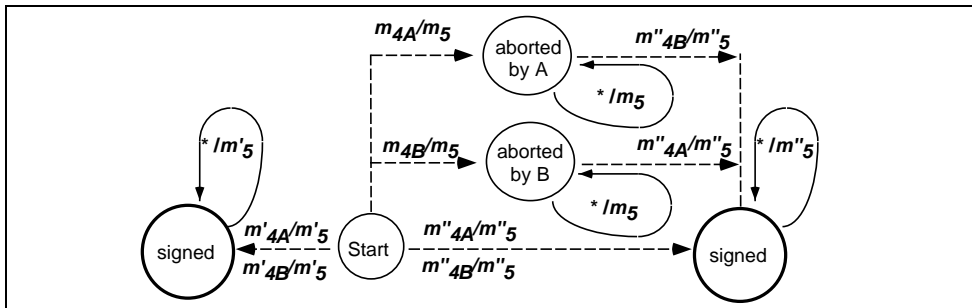 m4A/m5
aborted
by A
m"4B/m"5
* /m5
* /m'5
m4B/m5
aborted
by B
m"4A/m"5
* /m"5
* /m5
signed
m'4A/m'5
m'4B/m'5
Start
m"4A/m"5
m"4B/m"5
signed